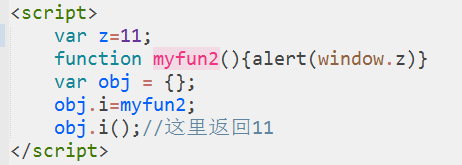 <script>
var z=11;
function myfun2(){alert(window.z)}
var obj = {};
obj.i=myfun2;
obj.i();//这里返回11
</script>